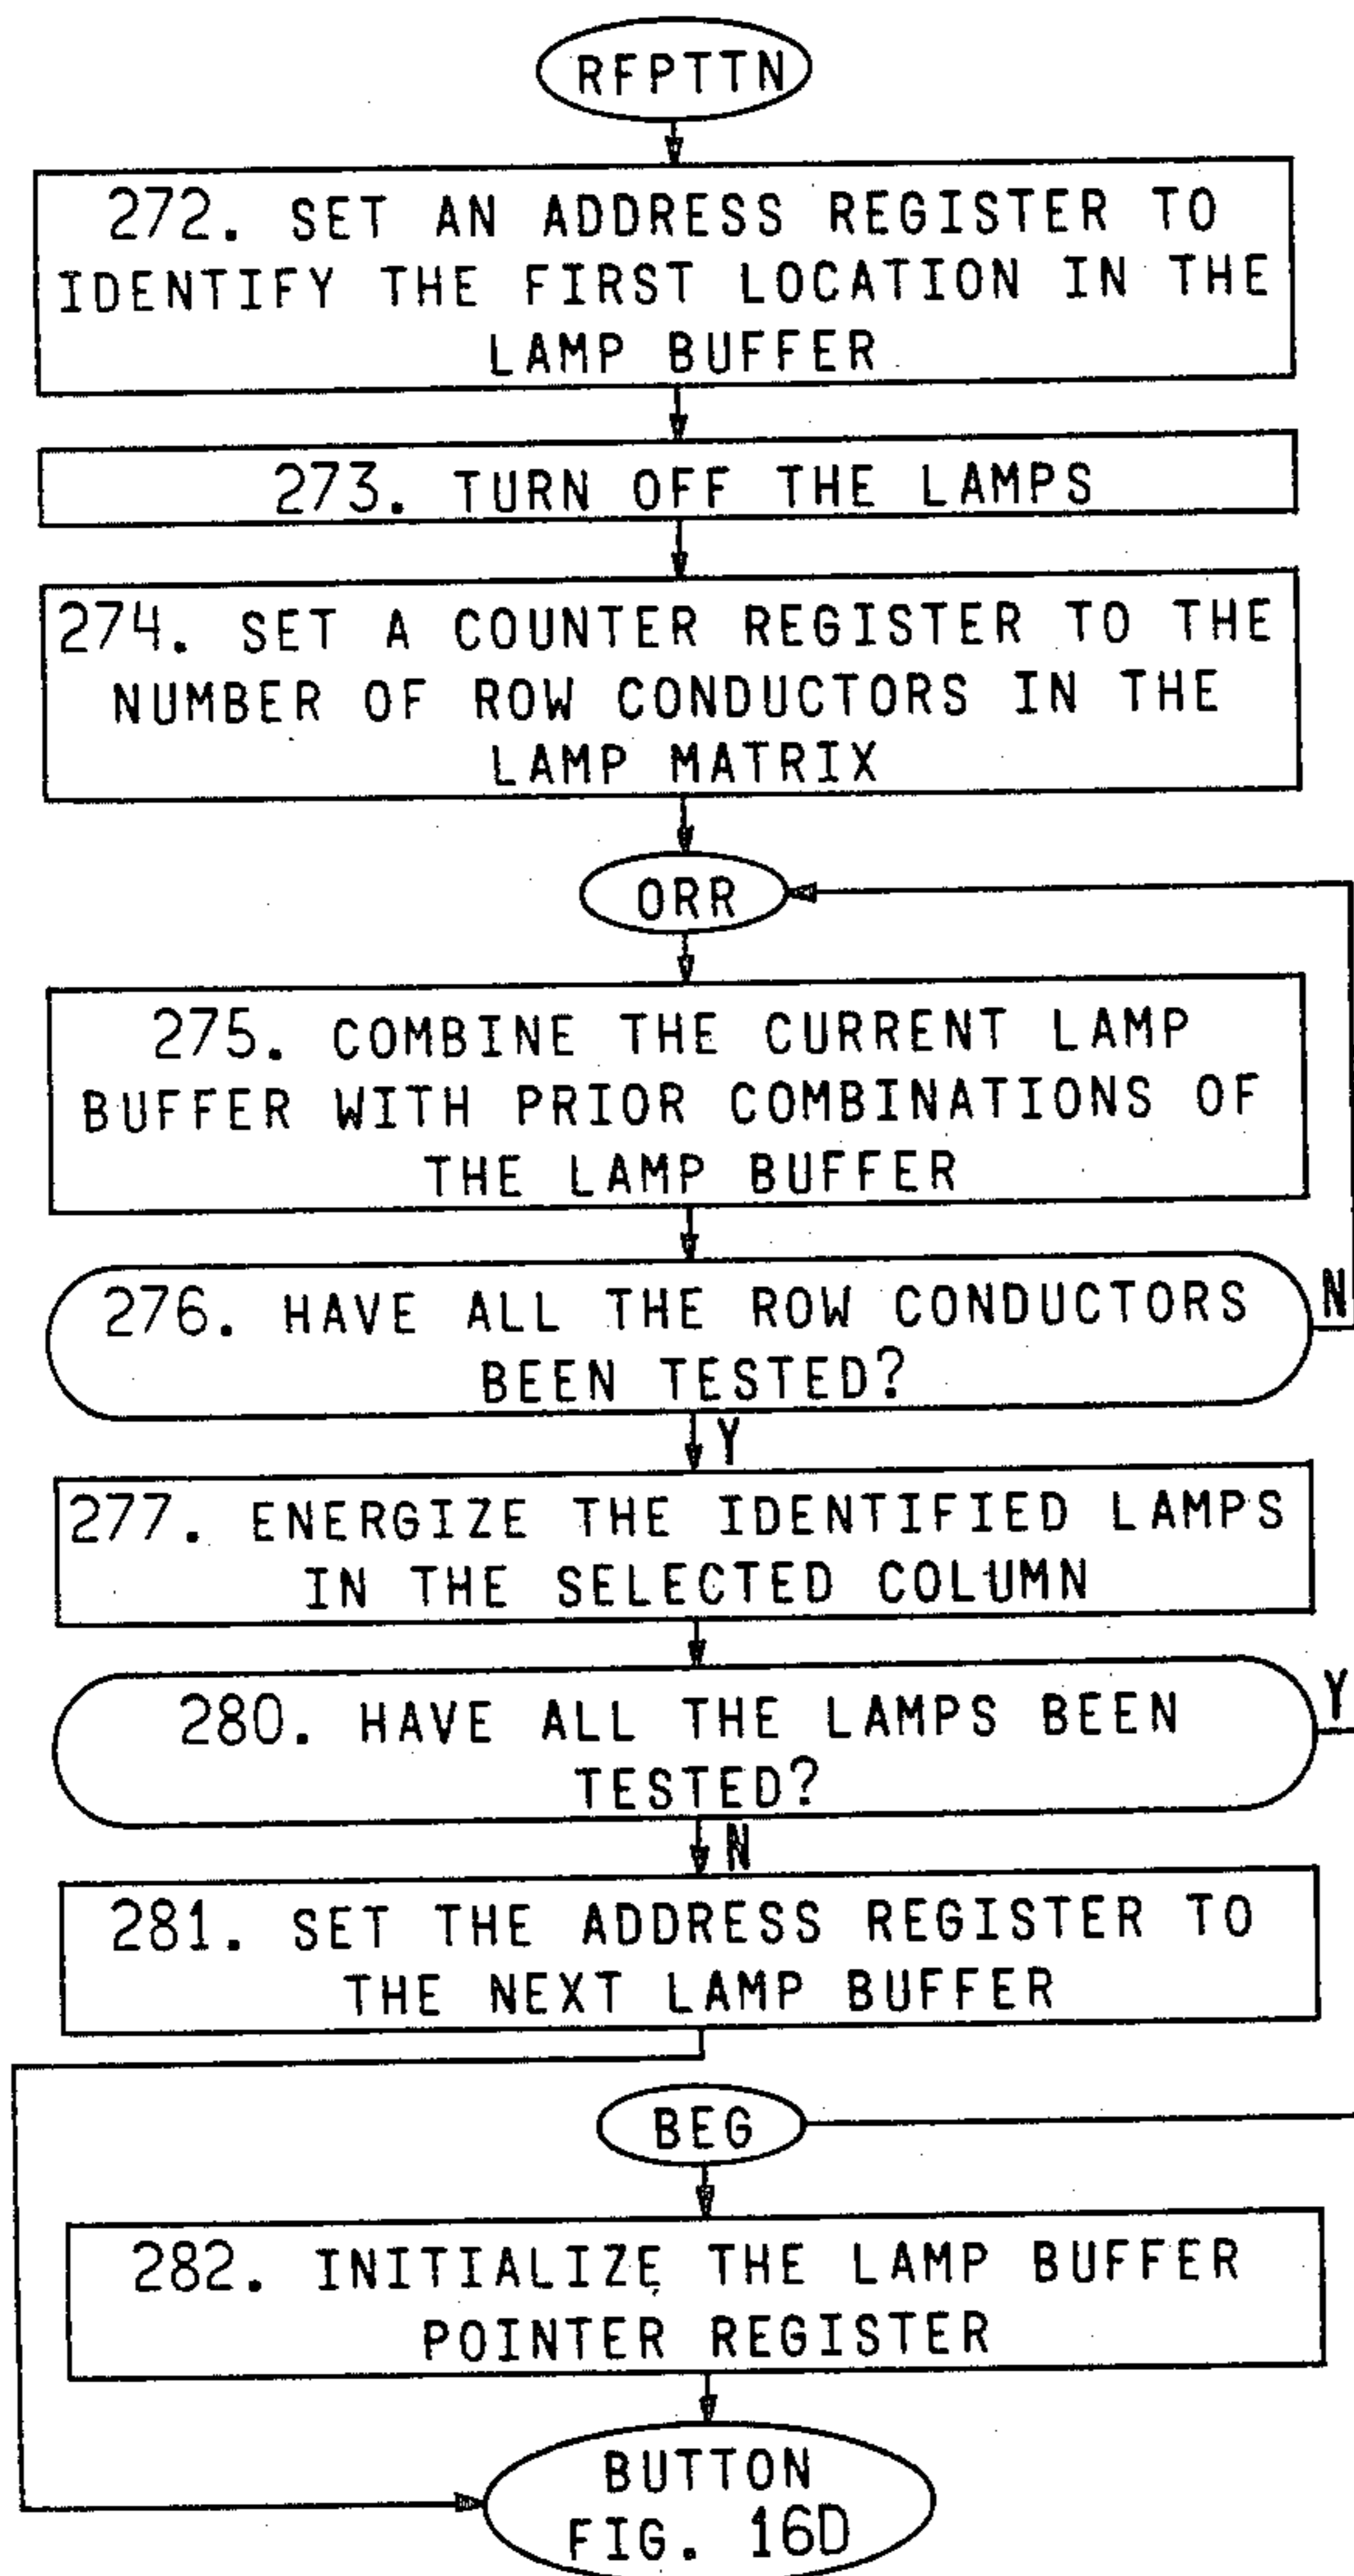 RFPTTN
272. SET AN ADDRESS REGISTER TO
IDENTIFY THE FIRST LOCATION IN THE
LAMP BUFFER
273. TURN OFF THE LAMPS
274. SET A COUNTER REGISTER TO THE
NUMBER OF ROW CONDUCTORS IN THE
LAMP MATRIX
ORR
275. COMBINE THE CURRENT LAMP
BUFFER WITH PRIOR COMBINATIONS OF
THE LAMP BUFFER
276. HAVE ALL THE ROW CONDUCTORS
BEEN TESTED?
N
Y
277. ENERGIZE THE IDENTIFIED LAMPS
IN THE SELECTED COLUMN
280. HAVE ALL THE LAMPS BEEN
TESTED?
Y
N
281. SET THE ADDRESS REGISTER TO
THE NEXT LAMP BUFFER
BEG
282. INITIALIZE THE LAMP BUFFER
POINTER REGISTER
BUTTON
FIG. 16D